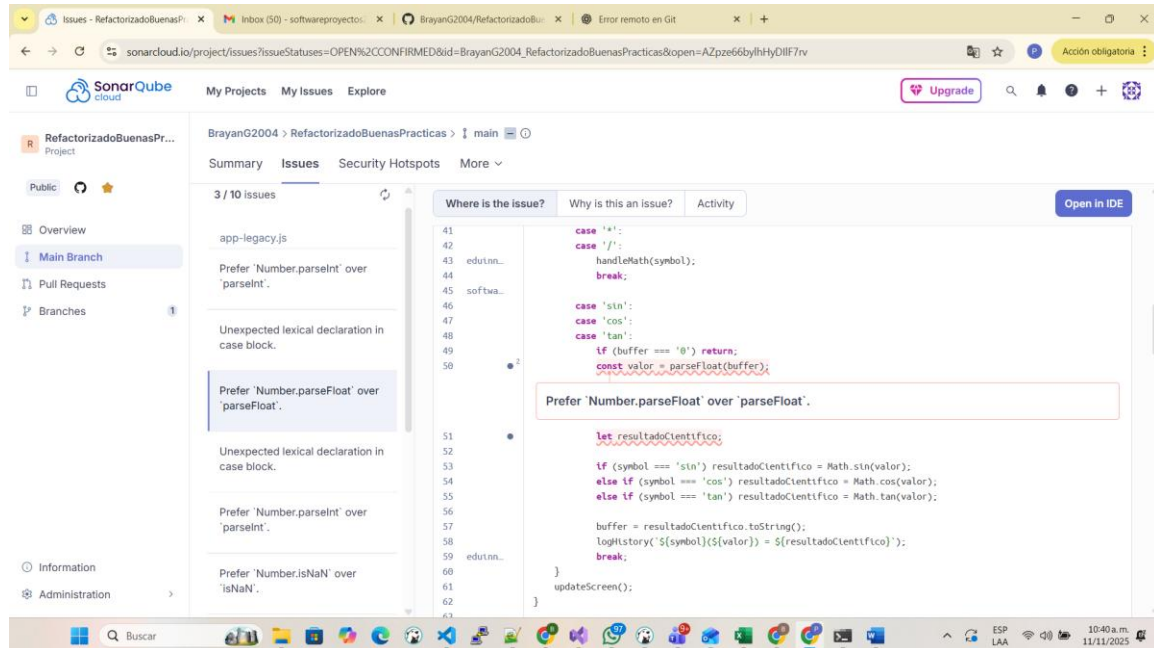 Issues - RefactorizadoBuenasPr
Inbox (50) - softwareproyectos
BrayanG2004/RefactorizadoBu
Error remoto en Git
sonarcloud.io/project/issues?issueStatuses=OPEN%2CCONFIRMED&id=BrayanG2004_RefactorizadoBuenasPracticas&open=AZpze66bylhHyDIlF7rv
P
Acción obligatoria
SonarQube cloud
My Projects My Issues Explore
Upgrade
R RefactorizadoBuenasPr...
Project
Public
BrayanG2004 > RefactorizadoBuenasPracticas > main
Summary Issues Security Hotspots More
Overview
Main Branch
Pull Requests
Branches 1
Information
Administration
3 / 10 issues
app-legacy.js
Prefer `Number.parseInt` over
`parseInt`.
Unexpected lexical declaration in
case block.
Prefer `Number.parseFloat` over
`parseFloat`.
Unexpected lexical declaration in
case block.
Prefer `Number.parseInt` over
`parseInt`.
Prefer `Number.isNaN` over
`isNaN`.
Where is the issue? Why is this an issue? Activity
Open in IDE
41 case '*':
42 case '/':
43 eduinn... handleMath(symbol);
44 break;
45 softwa...
46 case 'sin':
47 case 'cos':
48 case 'tan':
49 if (buffer === '0') return;
50 2 const valor = parseFloat(buffer);
Prefer `Number.parseFloat` over `parseFloat`.
51 let resultadoCientifico;
52
53 if (symbol === 'sin') resultadoCientifico = Math.sin(valor);
54 else if (symbol === 'cos') resultadoCientifico = Math.cos(valor);
55 else if (symbol === 'tan') resultadoCientifico = Math.tan(valor);
56
57 buffer = resultadoCientifico.toString();
58 logHistory(`${symbol}(${valor}) = ${resultadoCientifico}`);
59 eduinn... break;
60 }
61 updateScreen();
62 }
63
Buscar
ESP
LAA
10:40 a.m.
11/11/2025